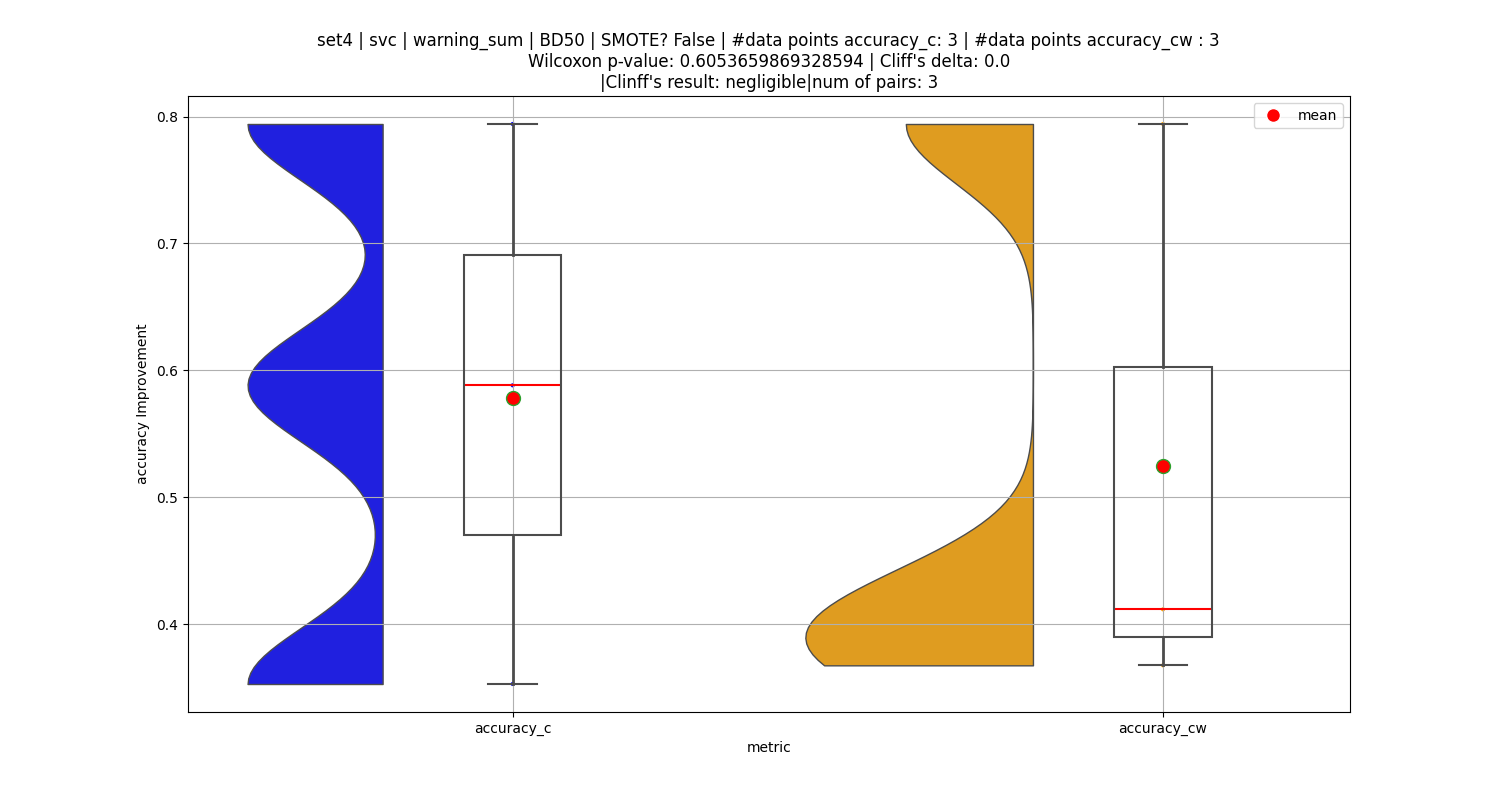 set4 | svc | warning_sum | BD50 | SMOTE? False | #data points accuracy_c: 3 | #data points accuracy_cw : 3
Wilcoxon p-value: 0.6053659869328594 | Cliff's delta: 0.0
|Clinff's result: negligible|num of pairs: 3
mean
0.8
0.7
0.6
0.5
0.4
accuracy Improvement
accuracy_c
accuracy_cw
metric